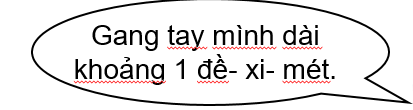 Gang tay mình dài
khoảng 1 đề- xi- mét.